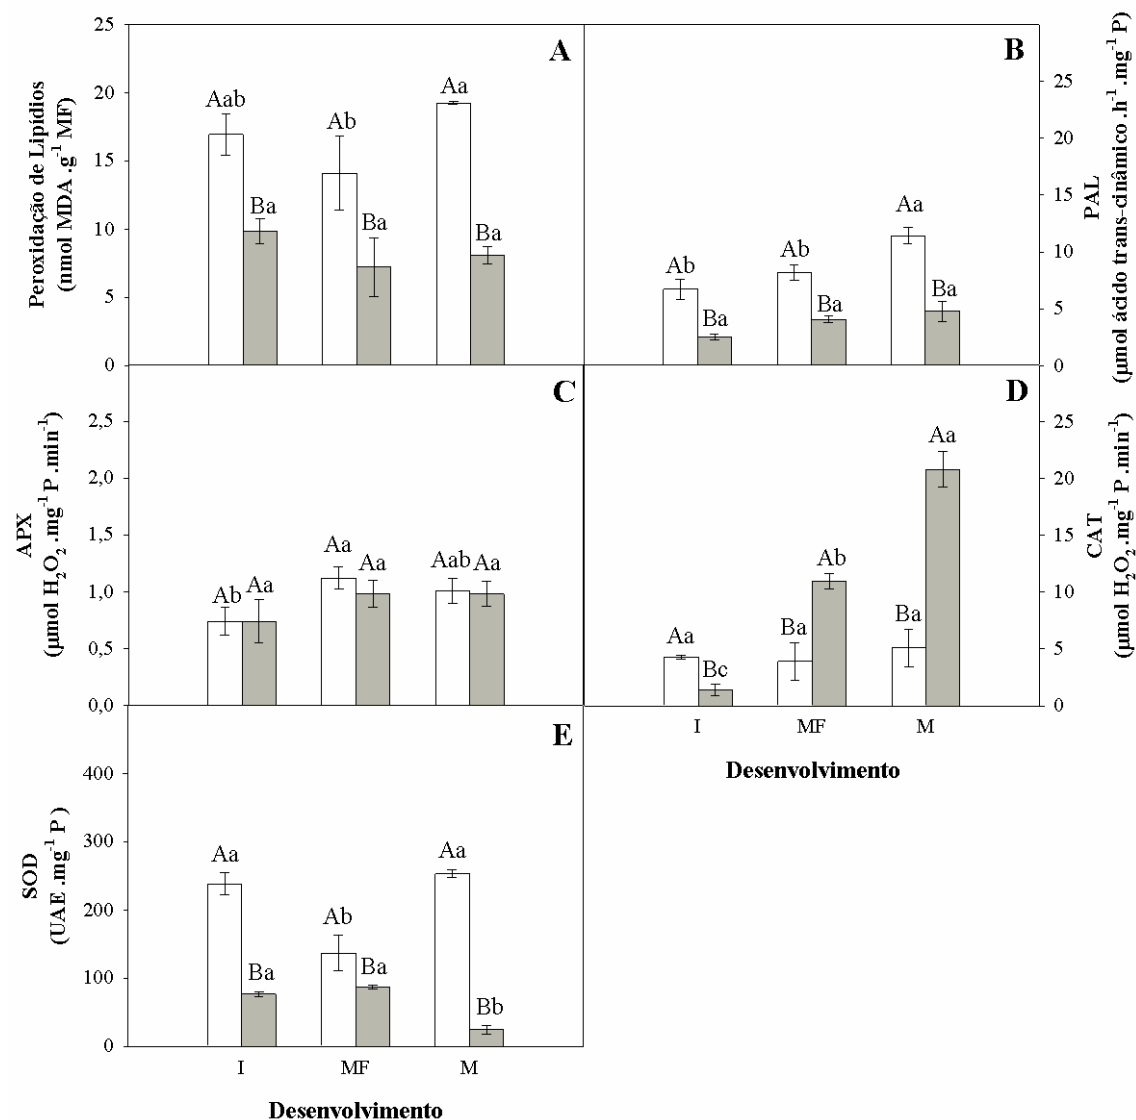 A
Peroxidação de Lipídios
(nmol MDA .g⁻¹ MF)
25
20
15
10
5
0
Aab
Ba
Ab
Ba
Aa
Ba
B
PAL
(µmol ácido trans-cinâmico .h⁻¹ .mg⁻¹ P)
25
20
15
10
5
0
Ab
Ba
Ab
Ba
Aa
Ba
C
APX
(µmol H₂O₂ .mg⁻¹ P .min⁻¹)
2,5
2,0
1,5
1,0
0,5
0,0
Ab
Aa
Aa
Aa
Aab
Aa
D
CAT
(µmol H₂O₂ .mg⁻¹ P .min⁻¹)
25
20
15
10
5
0
Aa
Bc
Ba
Ab
Ba
Aa
I MF M
Desenvolvimento
E
SOD
(UAE .mg⁻¹ P )
400
300
200
100
0
Aa
Ba
Ab
Ba
Aa
Bb
I MF M
Desenvolvimento